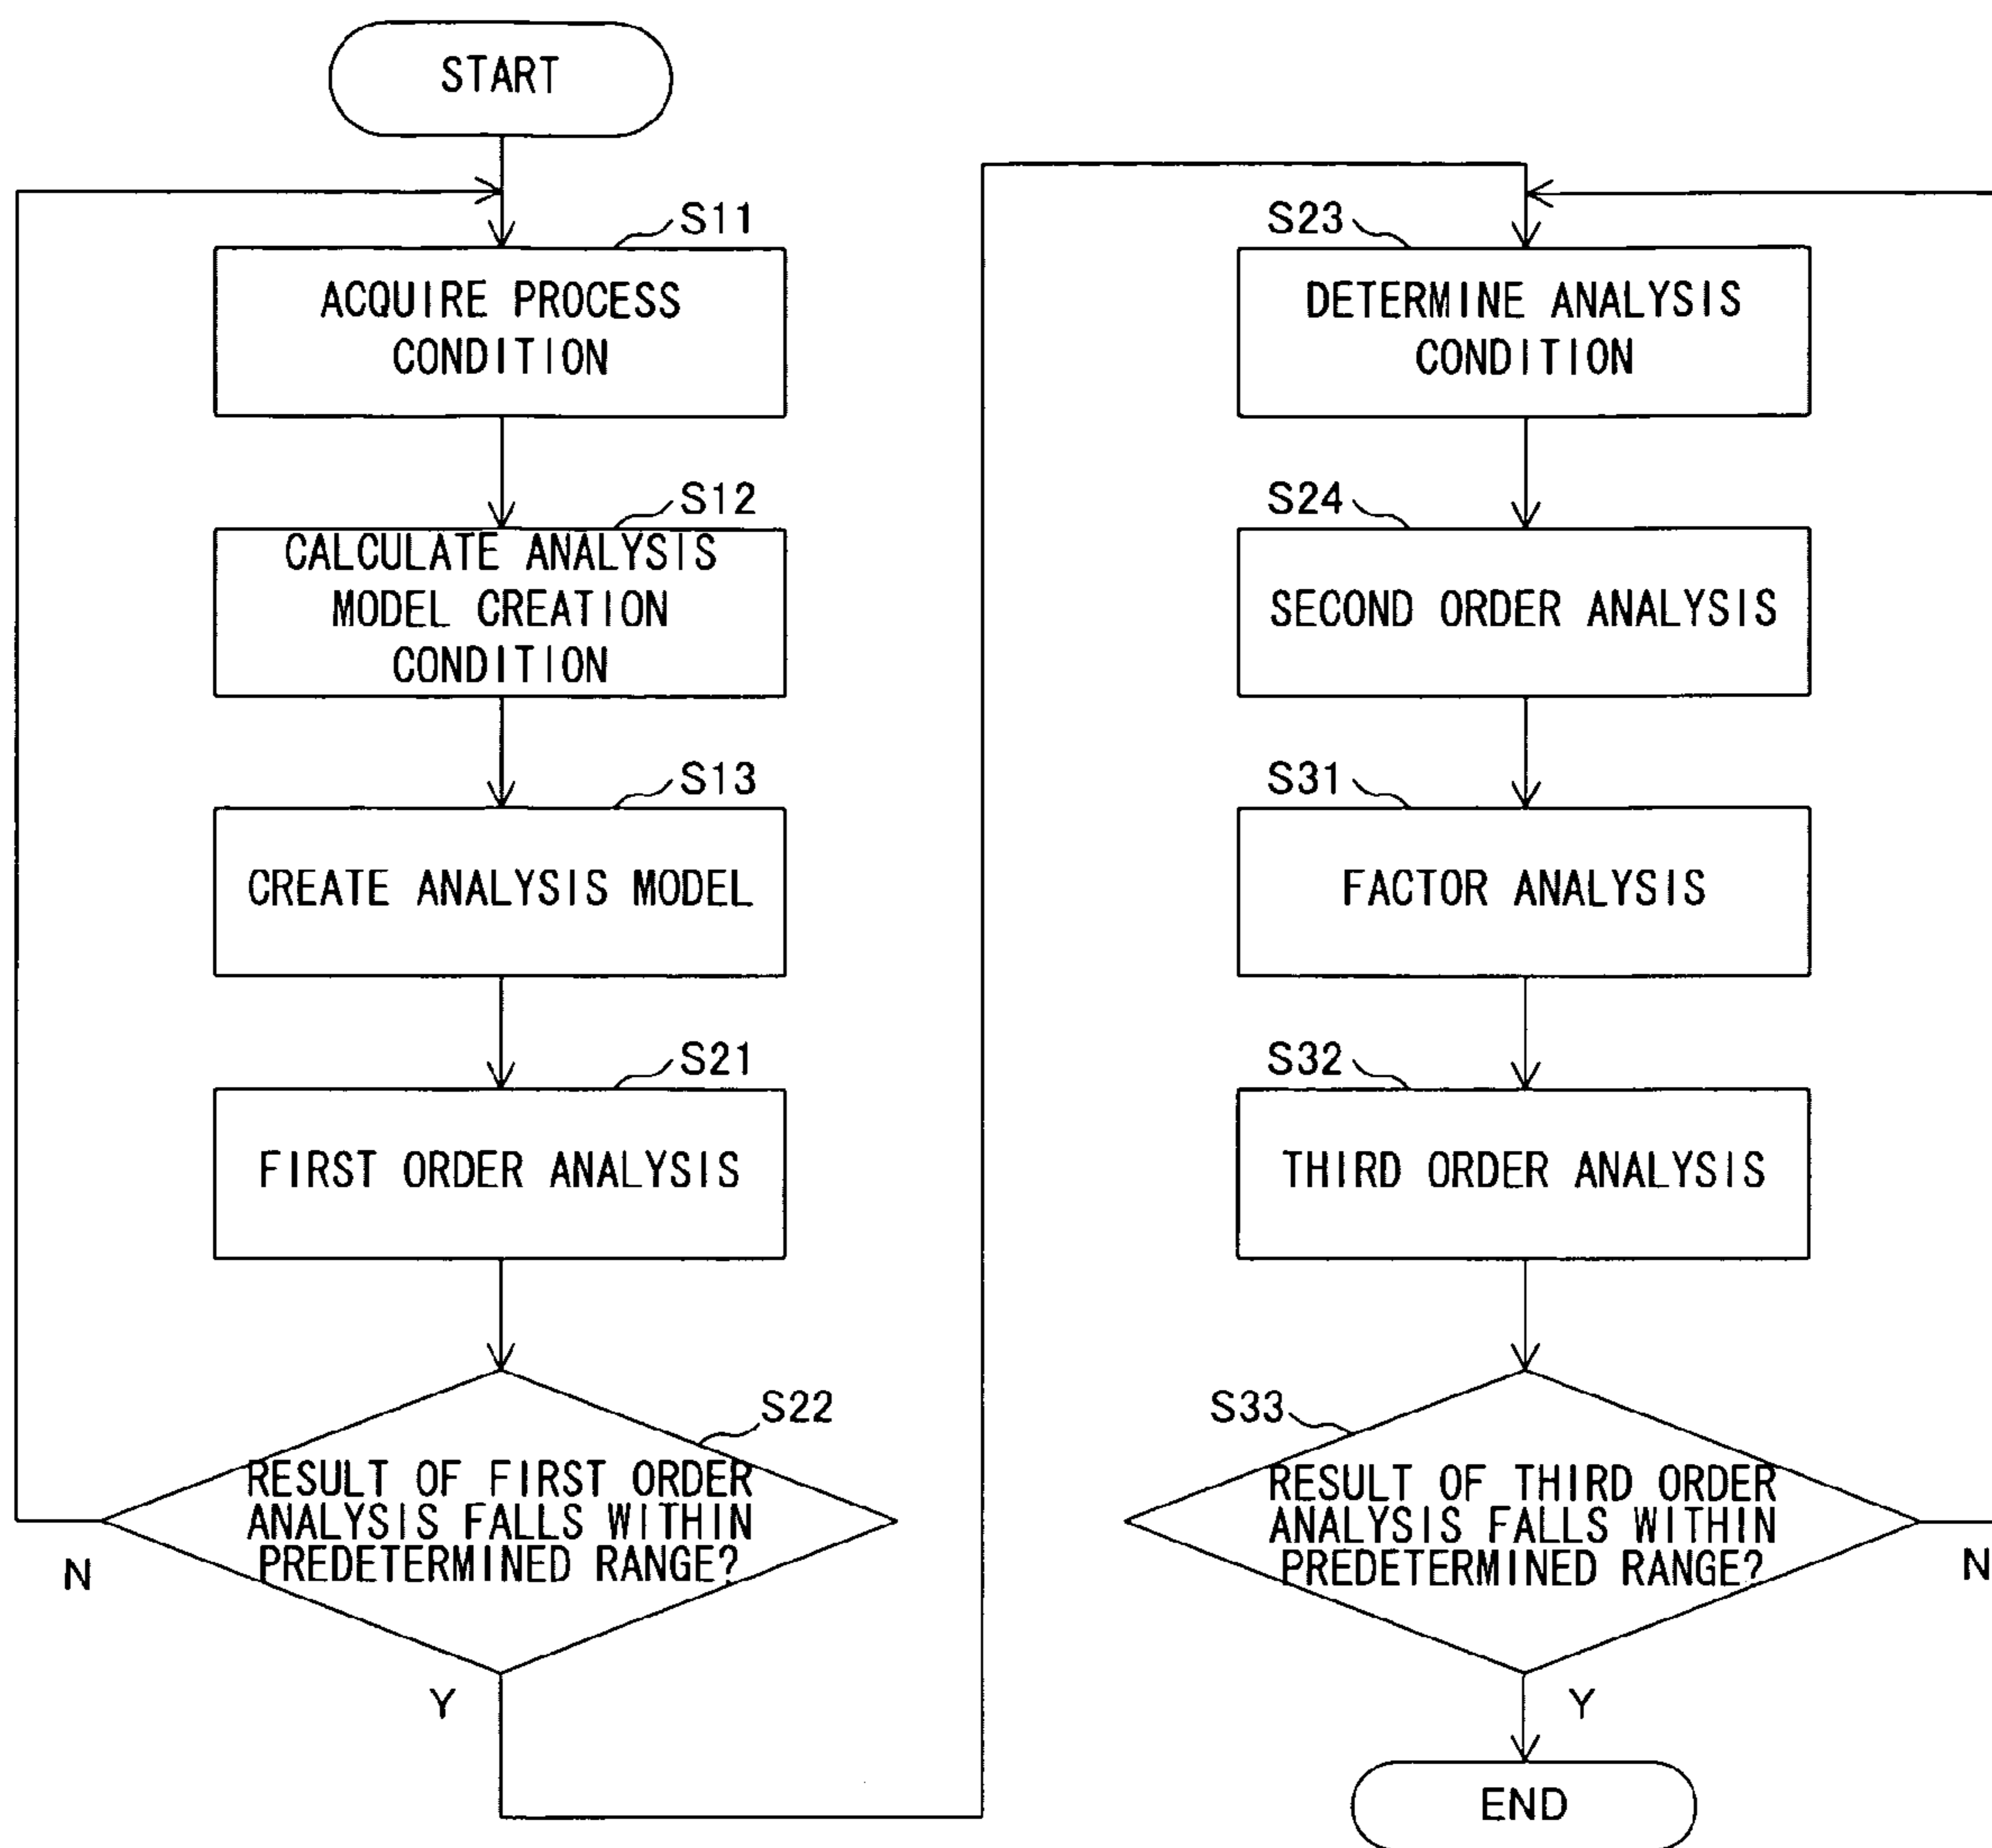 START
S11
ACQUIRE PROCESS
CONDITION
S12
CALCULATE ANALYSIS
MODEL CREATION
CONDITION
S13
CREATE ANALYSIS MODEL
S21
FIRST ORDER ANALYSIS
S22
RESULT OF FIRST ORDER
ANALYSIS FALLS WITHIN
PREDETERMINED RANGE?
N
Y
S23
DETERMINE ANALYSIS
CONDITION
S24
SECOND ORDER ANALYSIS
S31
FACTOR ANALYSIS
S32
THIRD ORDER ANALYSIS
S33
RESULT OF THIRD ORDER
ANALYSIS FALLS WITHIN
PREDETERMINED RANGE?
N
Y
END